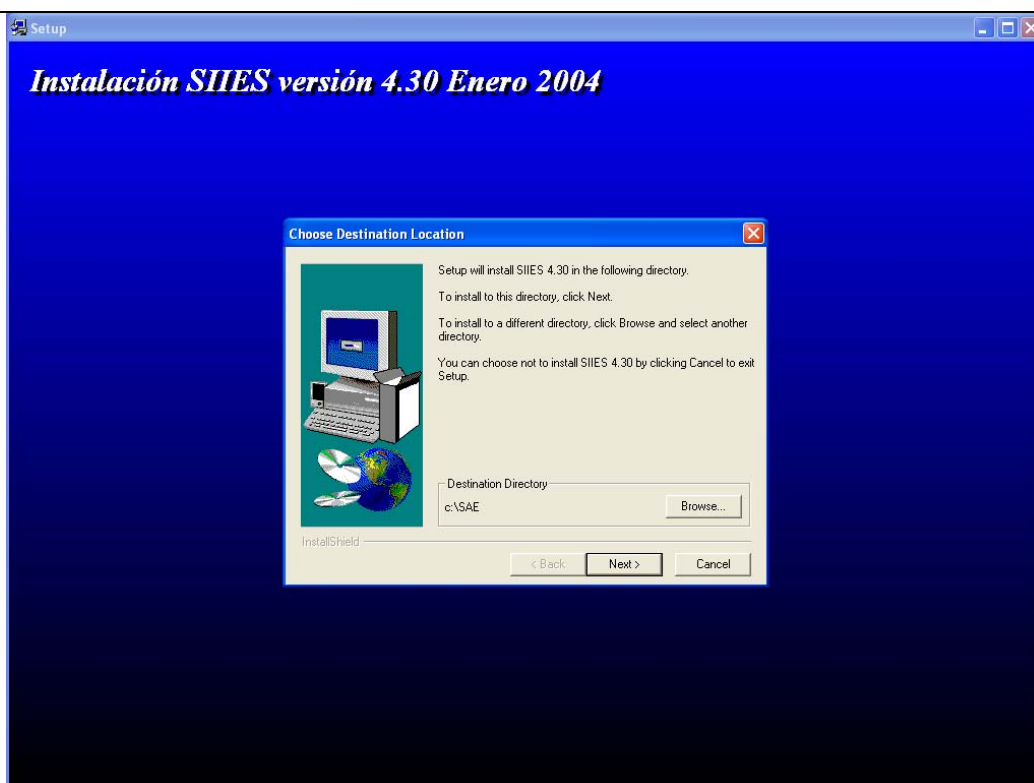 Setup
Instalación SIIES versión 4.30 Enero 2004
Choose Destination Location
Setup will install SIIES 4.30 in the following directory.
To install to this directory, click Next.
To install to a different directory, click Browse and select another
directory.
You can choose not to install SIIES 4.30 by clicking Cancel to exit
Setup.
Destination Directory
c:\SAE
Browse...
InstallShield
< Back
Next >
Cancel